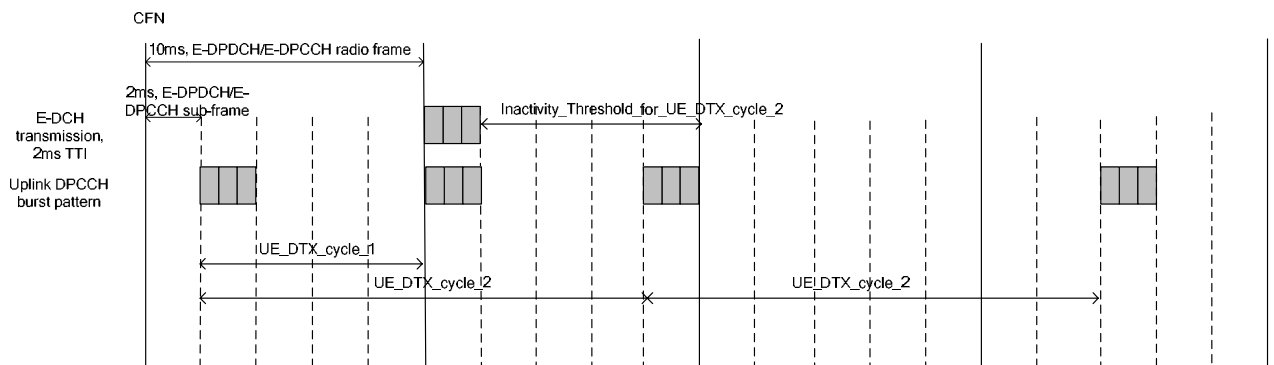 CFN
10ms, E-DPDCH/E-DPCCH radio frame
2ms, E-DPDCH/E-
DPCCH sub-frame
E-DCH
transmission,
2ms TTI
Inactivity_Threshold_for_UE_DTX_cycle_2
Uplink DPCCH
burst pattern
UE_DTX_cycle_1
UE_DTX_cycle_2
UE_DTX_cycle_2